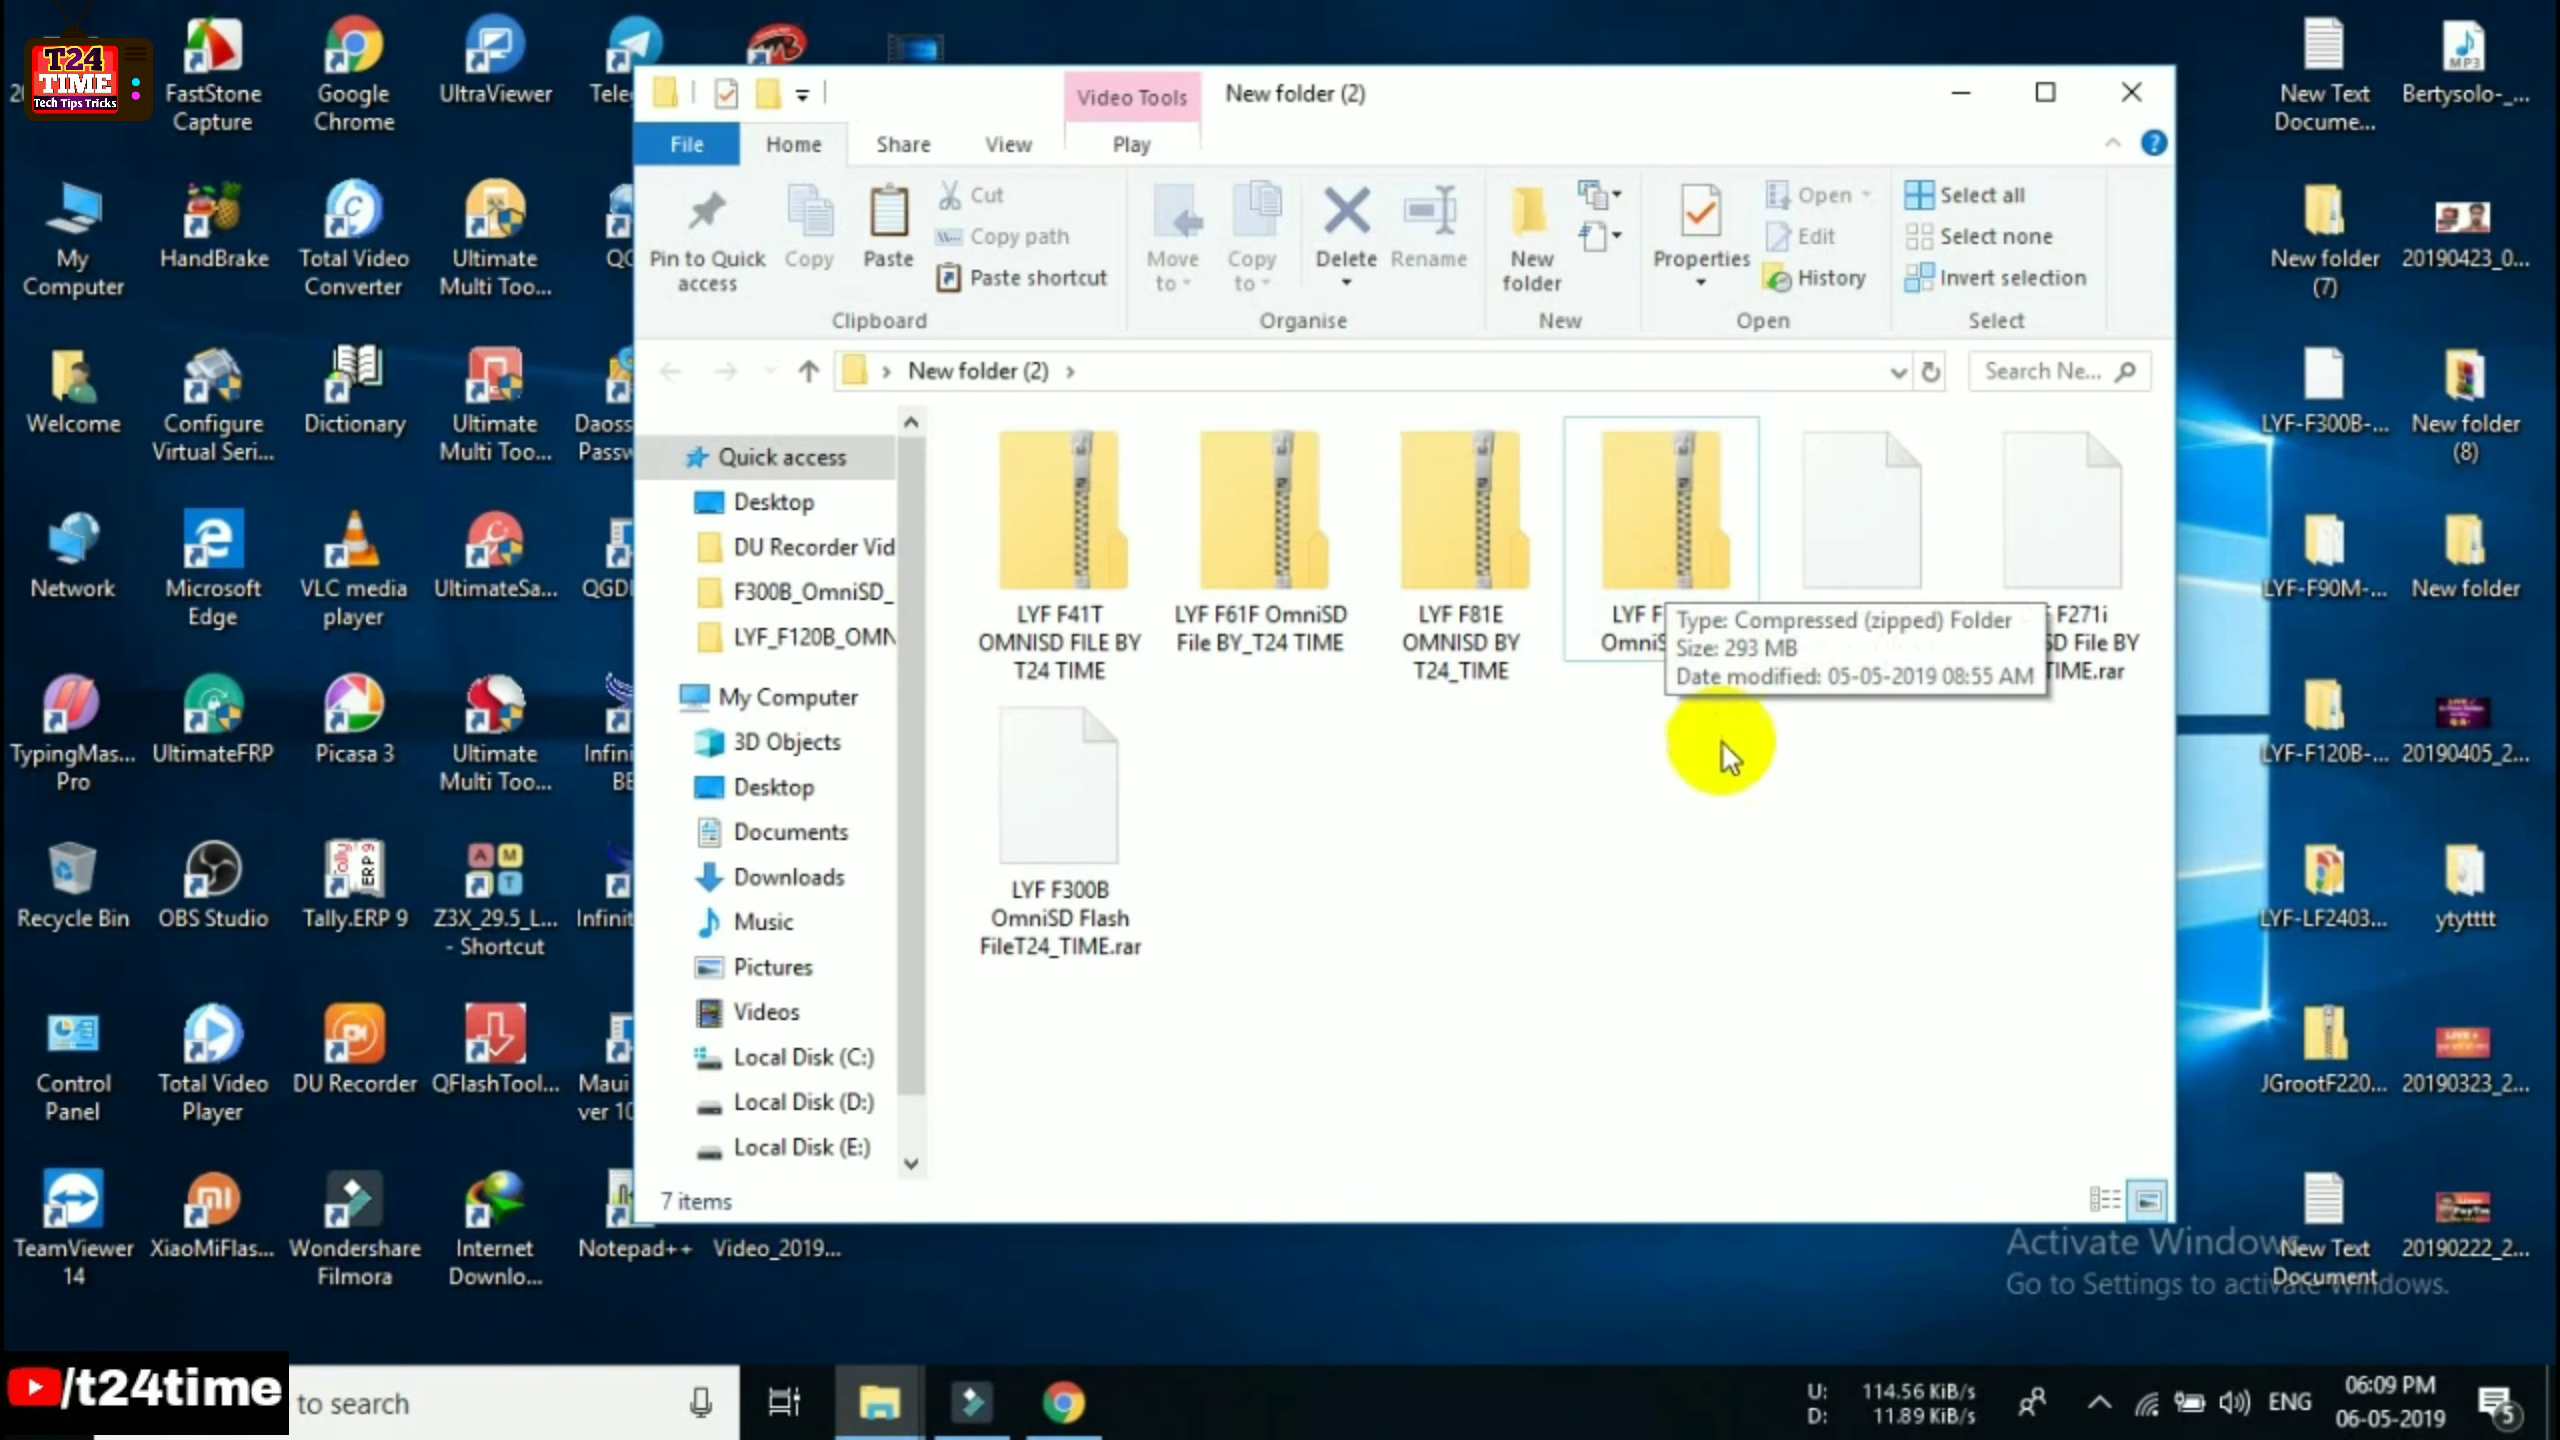 T24
TIME
Tech Tips Tricks
FastStone
Capture
Google
Chrome
UltraViewer
My
Computer
HandBrake
Total Video
Converter
Ultimate
Multi Too...
Welcome
Configure
Virtual Seri...
Dictionary
Ultimate
Multi Too...
Network
Microsoft
Edge
VLC media
player
UltimateSa...
TypingMas...
Pro
UltimateFRP
Picasa 3
Ultimate
Multi Too...
Recycle Bin
OBS Studio
Tally.ERP 9
Z3X_29.5_L...
- Shortcut
Control
Panel
Total Video
Player
DU Recorder
QFlashTool...
Maui
ver 10
TeamViewer
14
XiaoMiFlas...
Wondershare
Filmora
Internet
Downlo...
Notepad++
Video_2019...
Video Tools
New folder (2)
File
Home
Share
View
Play
Pin to Quick
access
Copy
Paste
Cut
Copy path
Paste shortcut
Clipboard
Move
to
Copy
to
Delete
Rename
Organise
New
folder
New
Properties
Open
Edit
History
Open
Select all
Select none
Invert selection
Select
New folder (2)
Search Ne...
Quick access
Desktop
DU Recorder Vid
F300B_OmniSD_
LYF_F120B_OMN
My Computer
3D Objects
Desktop
Documents
Downloads
Music
Pictures
Videos
Local Disk (C:)
Local Disk (D:)
Local Disk (E:)
LYF F41T
OMNISD FILE BY
T24 TIME
LYF F61F OmniSD
File BY_T24 TIME
LYF F81E
OMNISD BY
T24_TIME
LYF F
OmniS
Type: Compressed (zipped) Folder
Size: 293 MB
Date modified: 05-05-2019 08:55 AM
F271i
SD File BY
TIME.rar
LYF F300B
OmniSD Flash
FileT24_TIME.rar
7 items
New Text
Docume...
Bertysolo-_...
New folder
(7)
20190423_0...
LYF-F300B-...
New folder
(8)
LYF-F90M-...
New folder
LYF-F120B-...
20190405_2...
LYF-LF2403...
ytytttt
JGrootF220...
20190323_2...
New Text
Document
20190222_2...
Activate Windows
Go to Settings to activate Windows.
/t24time
to search
U: 114.56 KiB/s
D: 11.89 KiB/s
ENG
06:09 PM
06-05-2019
5